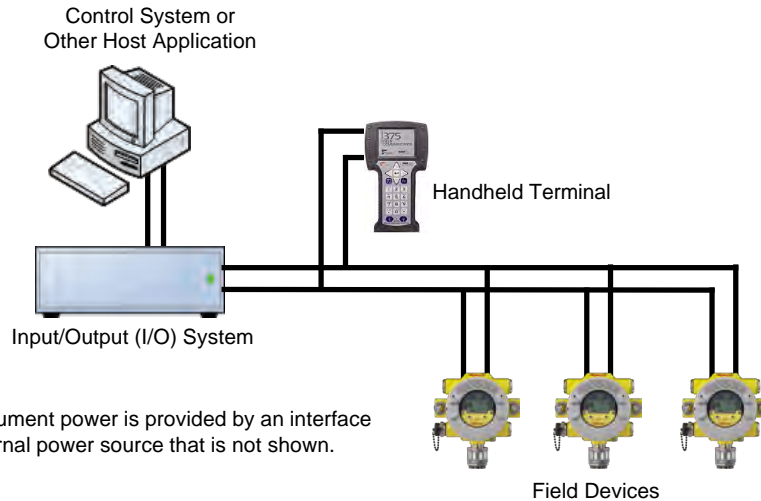 Control System or
Other Host Application
375
Handheld Terminal
Input/Output (I/O) System
ument power is provided by an interface
rnal power source that is not shown.
Field Devices